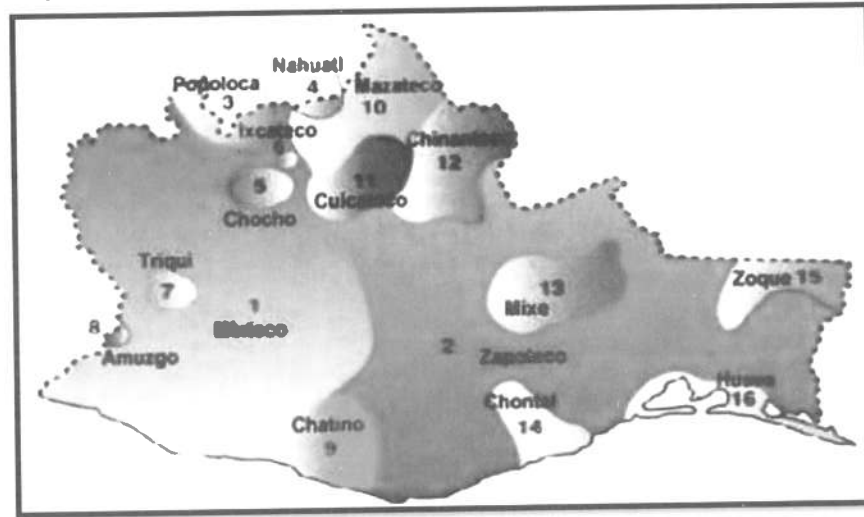 Nahuatl
4
Popoloca
3
Mazateco
10
Ixcateco
6
Chinanteco
12
5
Chocho
11
Cuicateco
Triqui
7
1
Mixteco
8
Amuzgo
13
Mixe
Zoque 15
2
Zapoteco
Chontal
14
Huave
16
Chatino
9